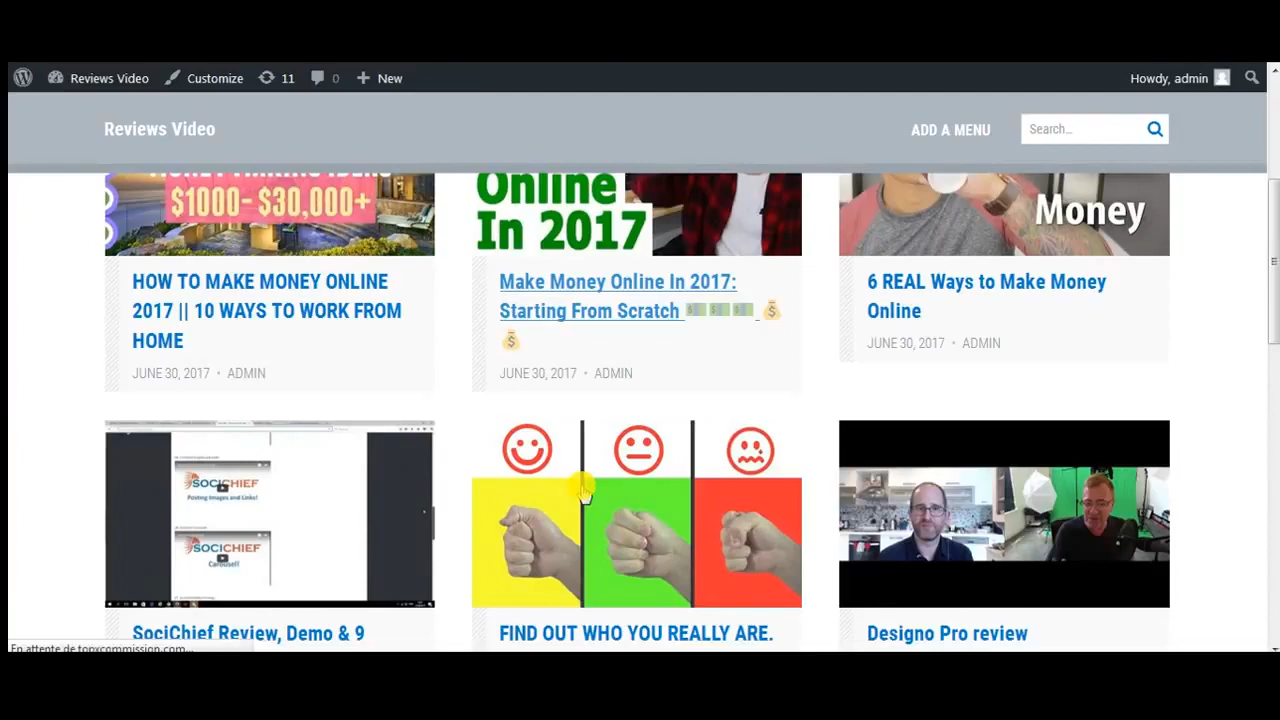 Reviews Video
Customize
11
0
New
Howdy, admin
Reviews Video
ADD A MENU
Search...
$1000- $30,000+
Online
In 2017
Money
HOW TO MAKE MONEY ONLINE
2017 || 10 WAYS TO WORK FROM
HOME
JUNE 30, 2017 • ADMIN
Make Money Online In 2017:
Starting From Scratch 💵💵💵 💰
💰
JUNE 30, 2017 • ADMIN
6 REAL Ways to Make Money
Online
JUNE 30, 2017 • ADMIN
SOCICHIEF
Posting Images and Links!
SOCICHIEF
Carousel!
SociChief Review, Demo & 9
FIND OUT WHO YOU REALLY ARE.
Designo Pro review
En attente de topxcommission.com...